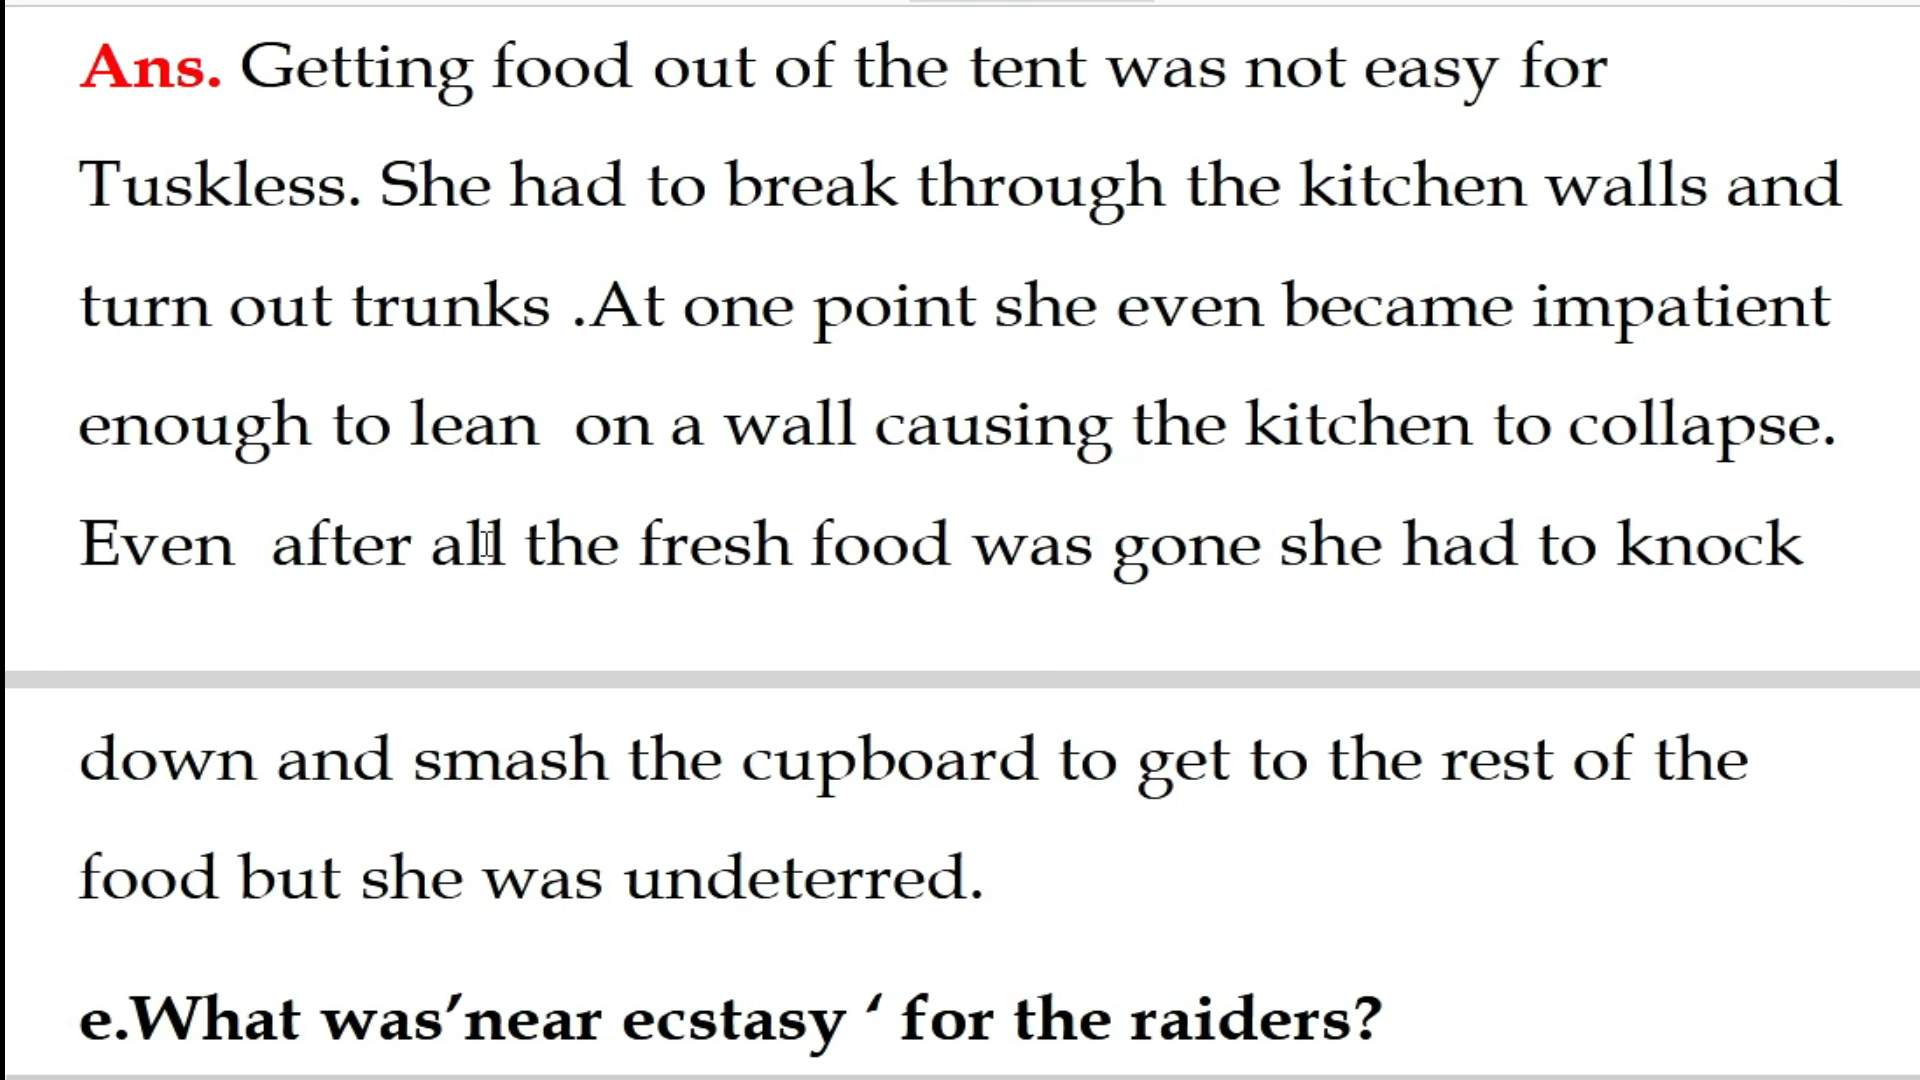 Ans. Getting food out of the tent was not easy for
Tuskless. She had to break through the kitchen walls and
turn out trunks .At one point she even became impatient
enough to lean  on a wall causing the kitchen to collapse.
Even  after all the fresh food was gone she had to knock
down and smash the cupboard to get to the rest of the
food but she was undeterred.
e.What was’near ecstasy ‘ for the raiders?